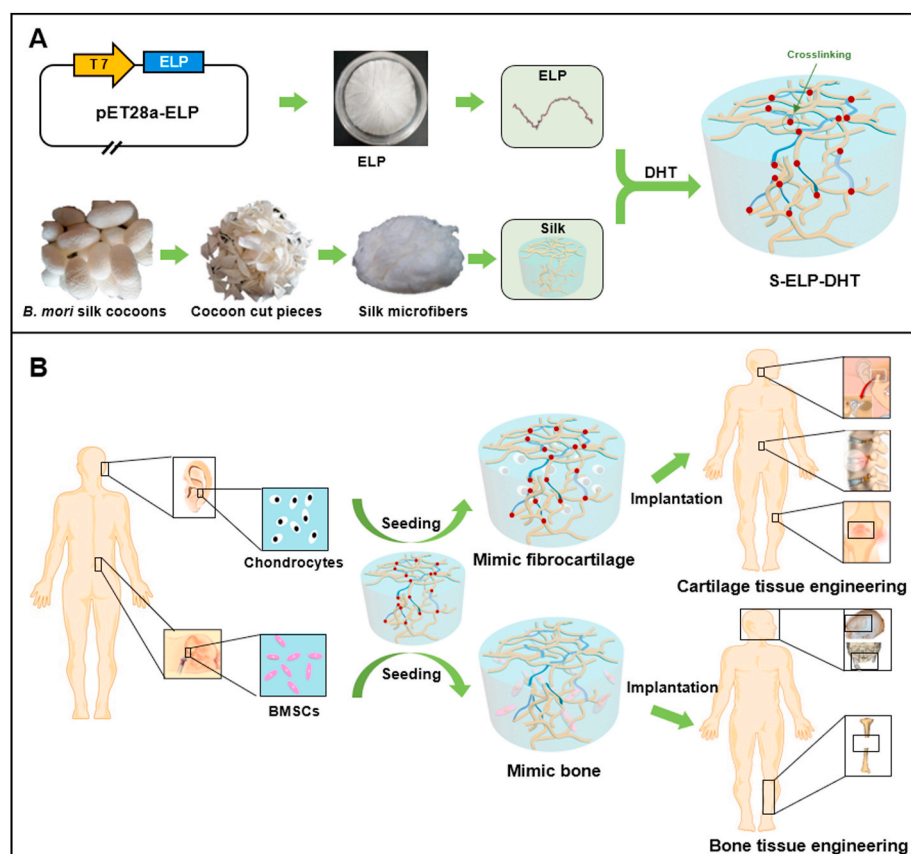 A
T 7
ELP
pET28a-ELP
ELP
ELP
Crosslinking
DHT
Silk
B. mori silk cocoons
Cocoon cut pieces
Silk microfibers
S-ELP-DHT
B
Chondrocytes
Seeding
Mimic fibrocartilage
Implantation
Cartilage tissue engineering
BMSCs
Seeding
Mimic bone
Implantation
Bone tissue engineering